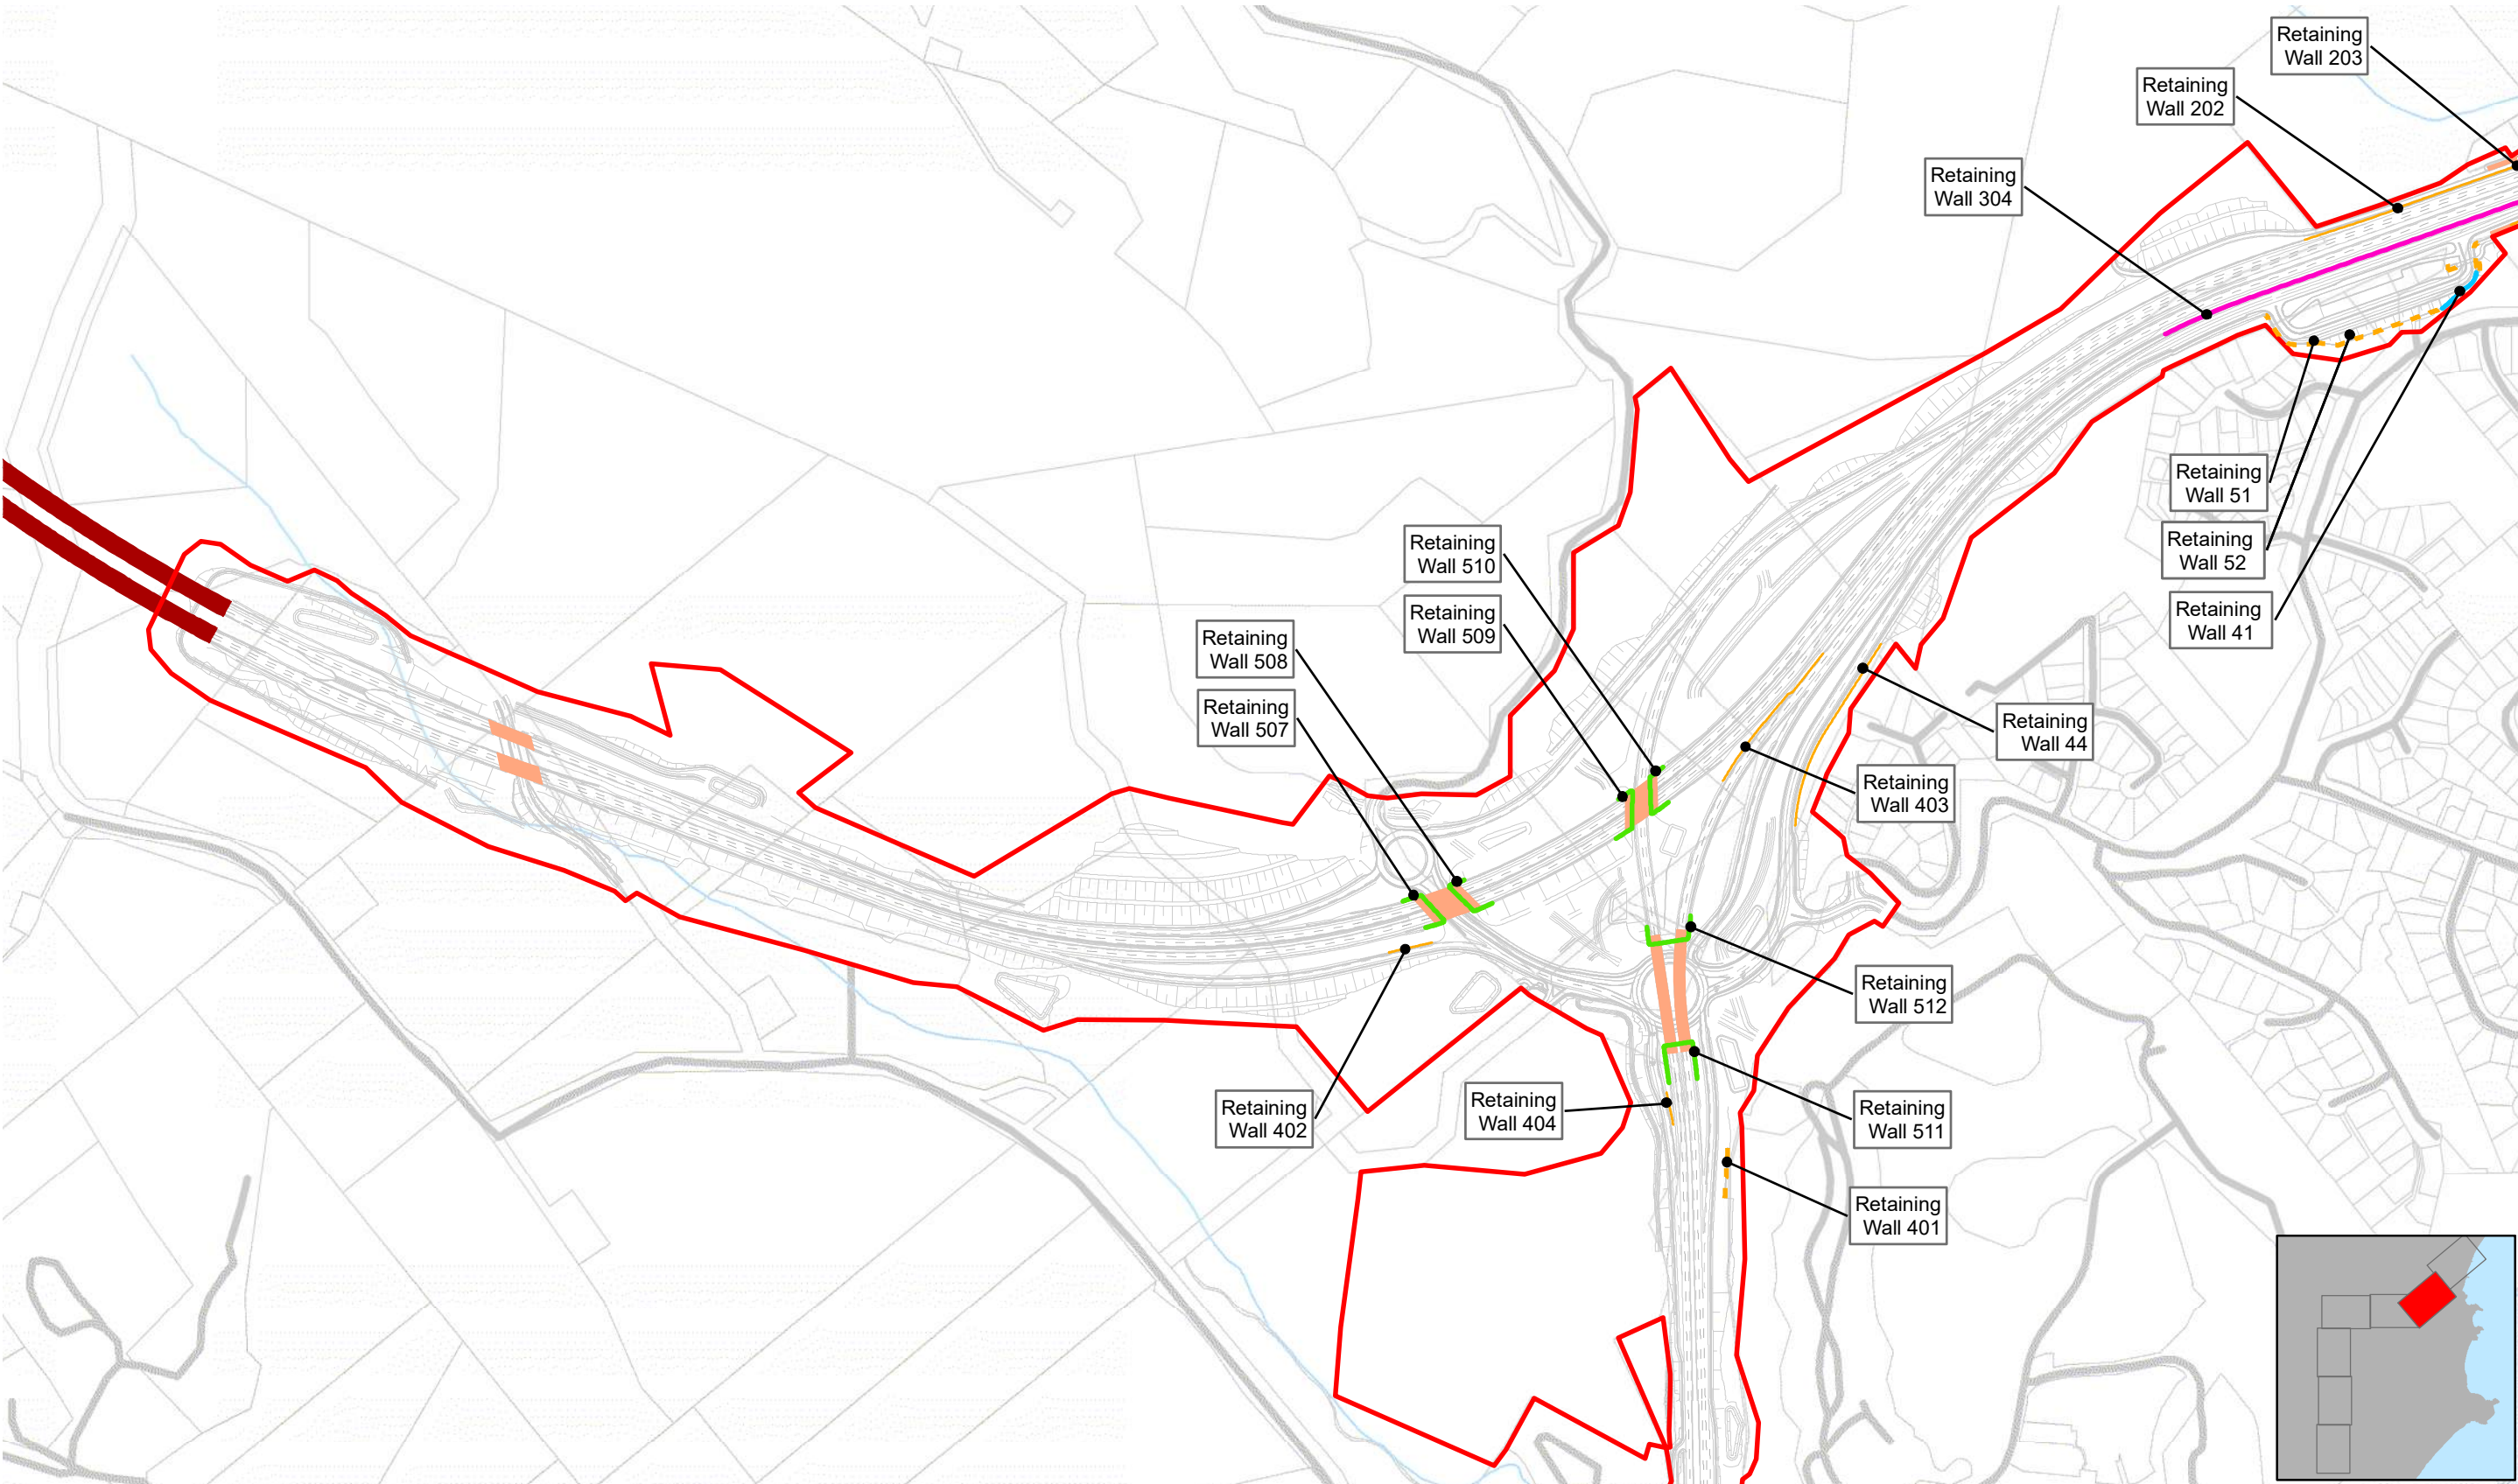 Retaining
Wall 203
Retaining
Wall 202
Retaining
Wall 304
Retaining
Wall 51
Retaining
Wall 52
Retaining
Wall 41
Retaining
Wall 510
Retaining
Wall 509
Retaining
Wall 508
Retaining
Wall 507
Retaining
Wall 44
Retaining
Wall 403
Retaining
Wall 512
Retaining
Wall 402
Retaining
Wall 404
Retaining
Wall 511
Retaining
Wall 401